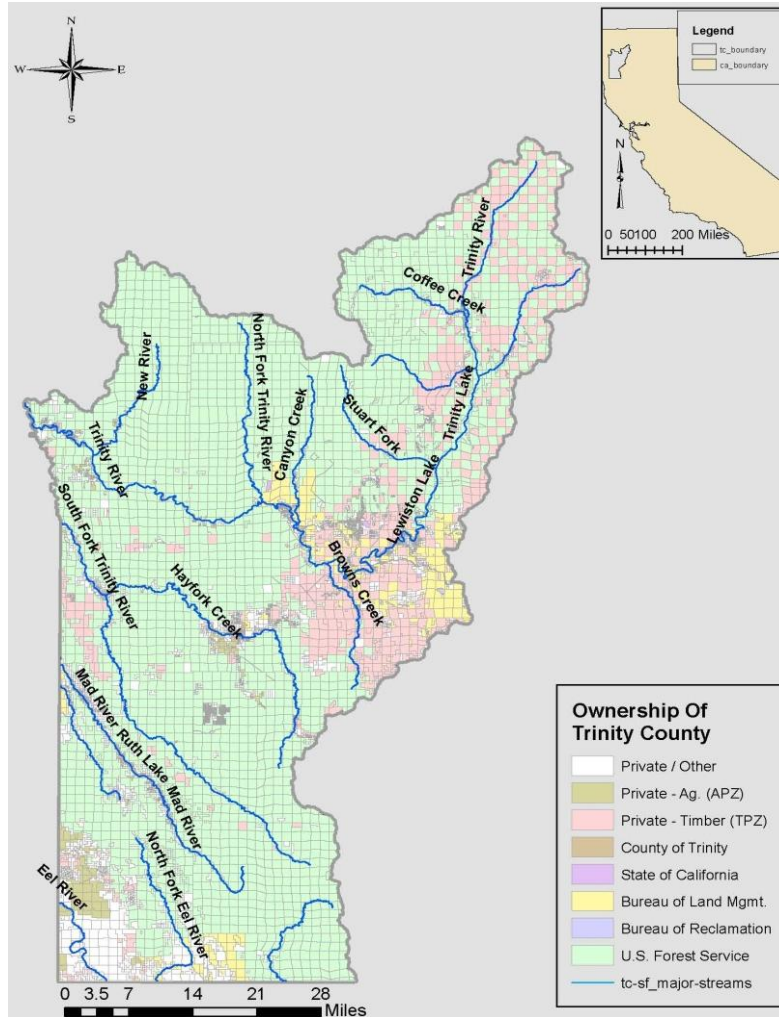 N
W
E
S
Legend
tc_boundary
ca_boundary
N
0 50100 200 Miles
Trinity River
Coffee Creek
North Fork Trinity River
New River
Canyon Creek
Stuart Fork
Trinity Lake
Trinity River
Lewiston Lake
South Fork Trinity River
Browns Creek
Hayfork Creek
Mad River
Ruth Lake
Mad River
North Fork Eel River
Eel River
Ownership Of
Trinity County
Private / Other
Private - Ag. (APZ)
Private - Timber (TPZ)
County of Trinity
State of California
Bureau of Land Mgmt.
Bureau of Reclamation
U.S. Forest Service
tc-sf_major-streams
0 3.5 7 14 21 28
Miles